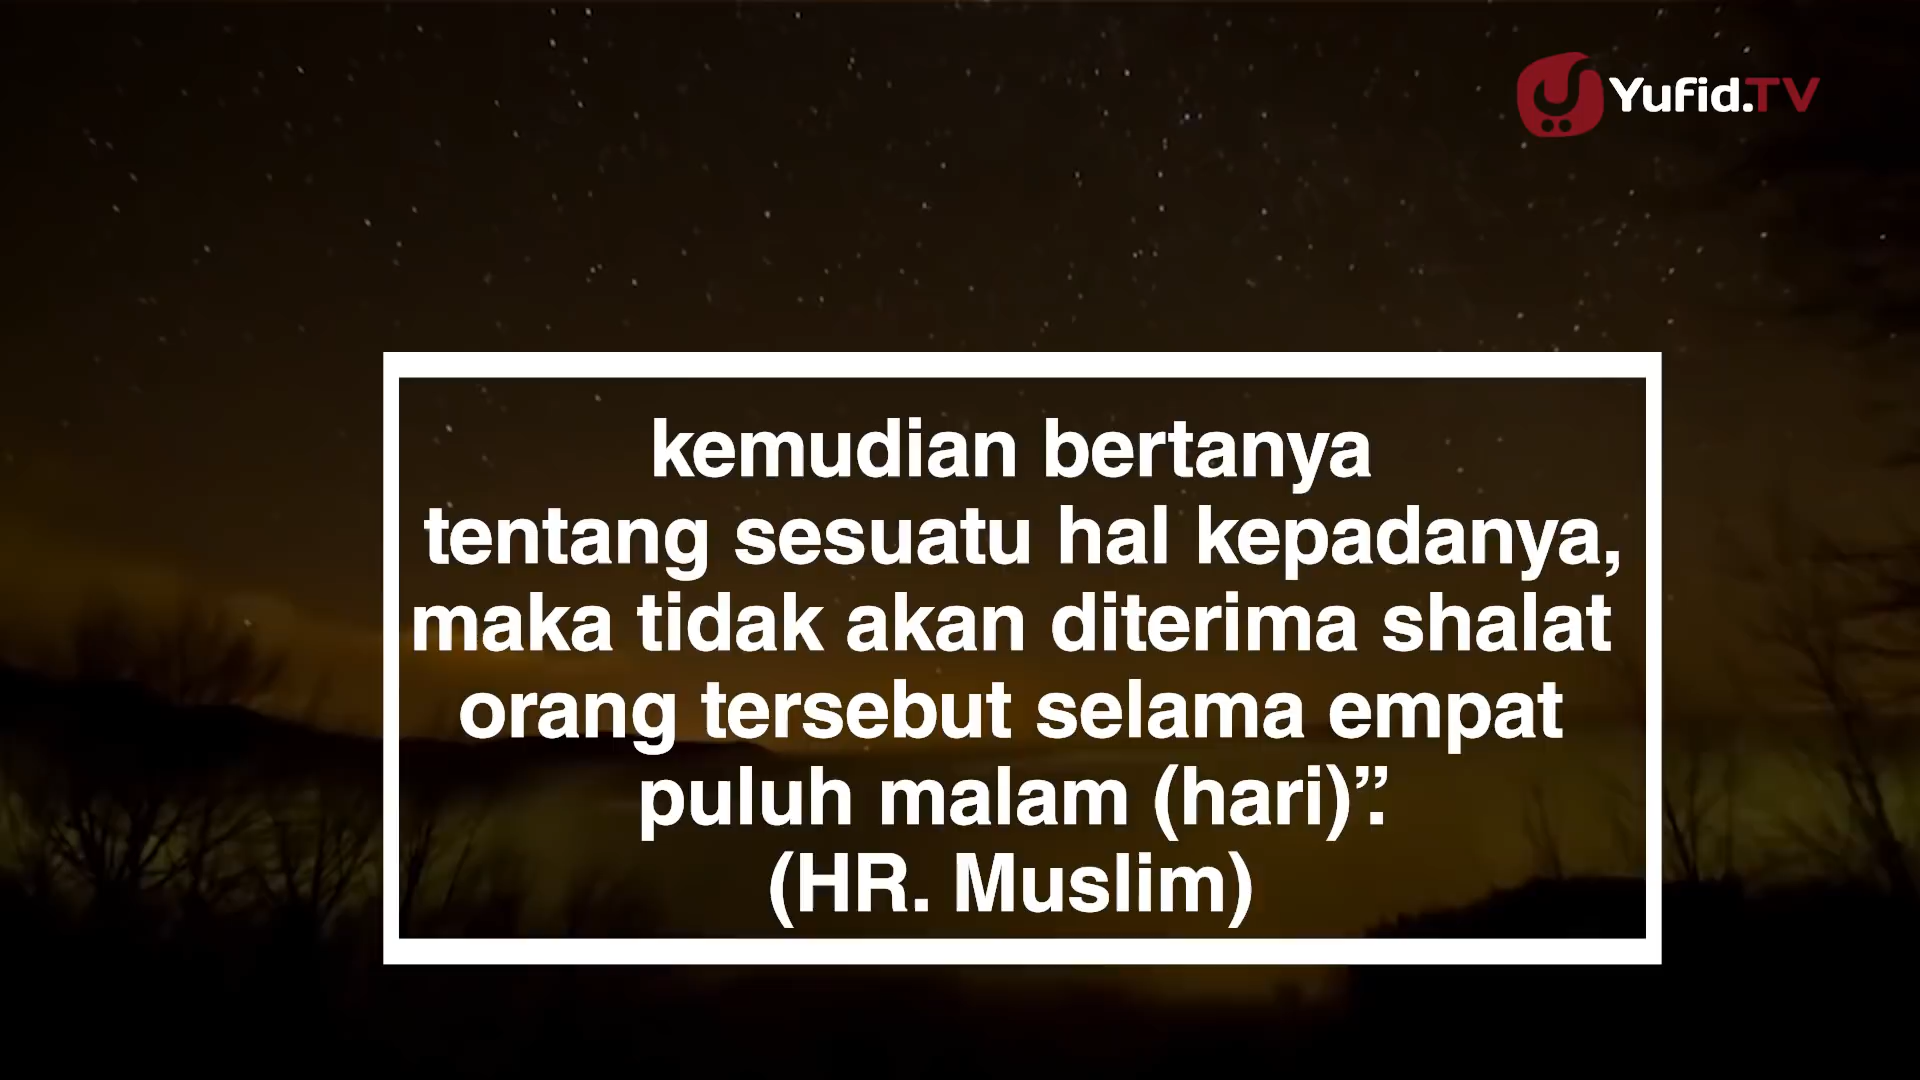 Yufid.TV
kemudian bertanya
tentang sesuatu hal kepadanya,
maka tidak akan diterima shalat
orang tersebut selama empat
puluh malam (hari)”.
(HR. Muslim)